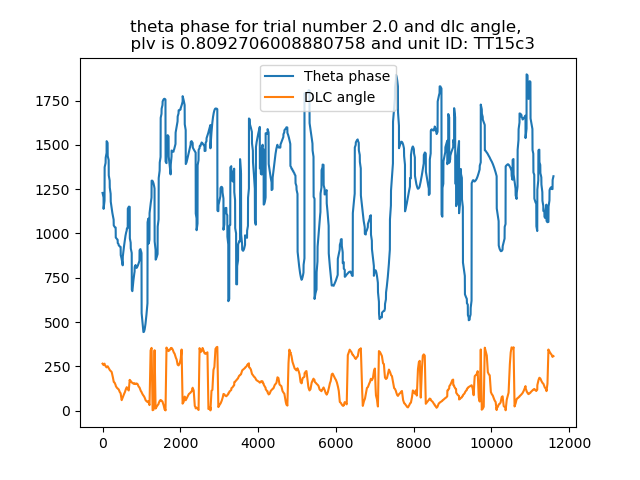 theta phase for trial number 2.0 and dlc angle,
plv is 0.8092706008880758 and unit ID: TT15c3
Theta phase
DLC angle
1750
1500
1250
1000
750
500
250
0
0 2000 4000 6000 8000 10000 12000